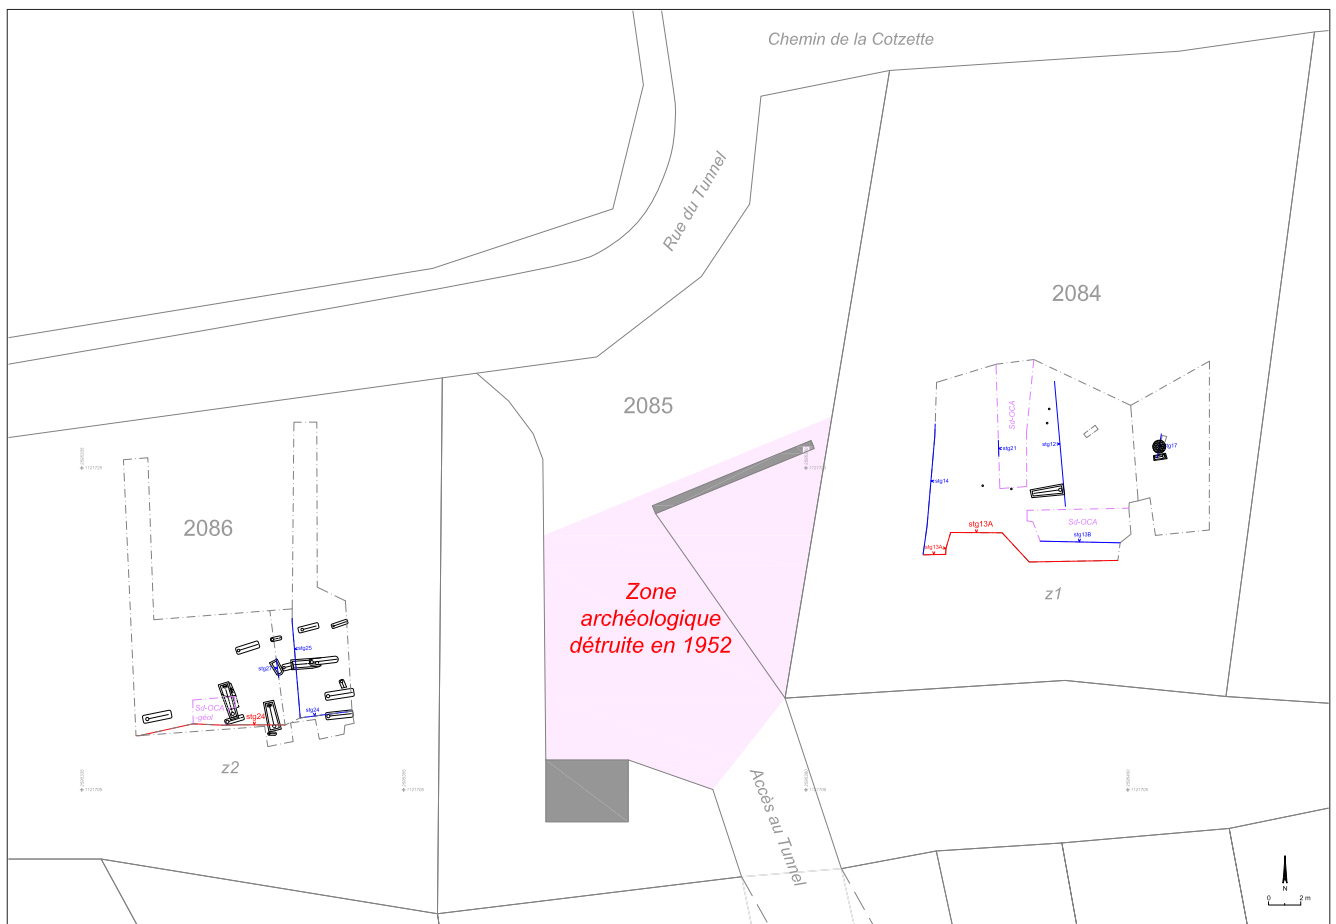 Chemin de la Cotzette
Rue du Tunnel
2084
2085
2086
Sd-OCA
stg12
stg21
stg17
stg14
Sd-OCA
stg13A
stg13B
stg13A
z1
Zone
archéologique
détruite en 1952
stg25
stg27
Sd-OCA
-géol
stg24
stg24
z2
Accès au Tunnel
N
0 2 m